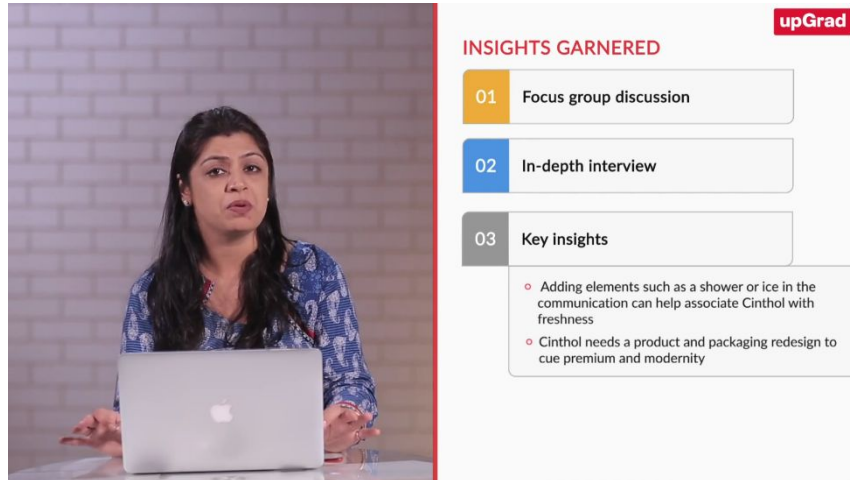 upGrad
INSIGHTS GARNERED
01 Focus group discussion
02 In-depth interview
03 Key insights
Adding elements such as a shower or ice in the
communication can help associate Cinthol with
freshness
Cinthol needs a product and packaging redesign to
cue premium and modernity